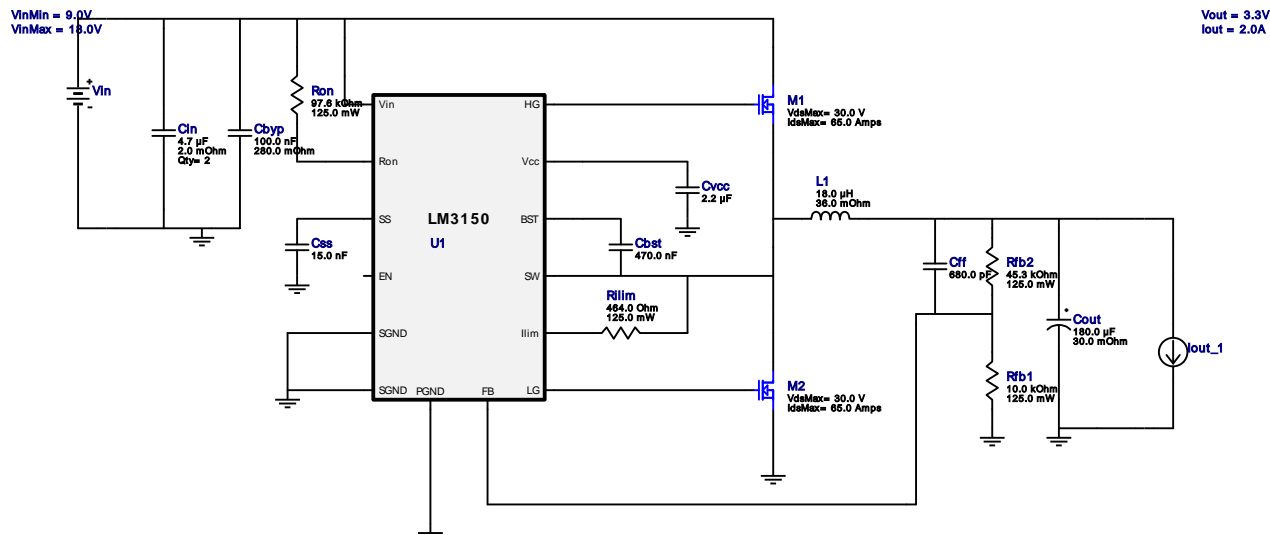 VinMin = 9.0V
VinMax = 18.0V
Vout = 3.3V
Iout = 2.0A
Vin
Cin
4.7 µF
2.0 mOhm
Qty= 2
Cbyp
100.0 nF
280.0 mOhm
Ron
97.6 kOhm
125.0 mW
Css
15.0 nF
Vin
Ron
SS
EN
SGND
SGND
PGND
FB
LM3150
U1
HG
Vcc
BST
SW
Ilim
LG
Cvcc
2.2 µF
Cbst
470.0 nF
Rilim
464.0 Ohm
125.0 mW
M1
VdsMax= 30.0 V
IdsMax= 65.0 Amps
M2
VdsMax= 30.0 V
IdsMax= 65.0 Amps
L1
18.0 µH
36.0 mOhm
Cff
680.0 pF
Rfb2
45.3 kOhm
125.0 mW
Rfb1
10.0 kOhm
125.0 mW
Cout
180.0 µF
30.0 mOhm
Iout_1